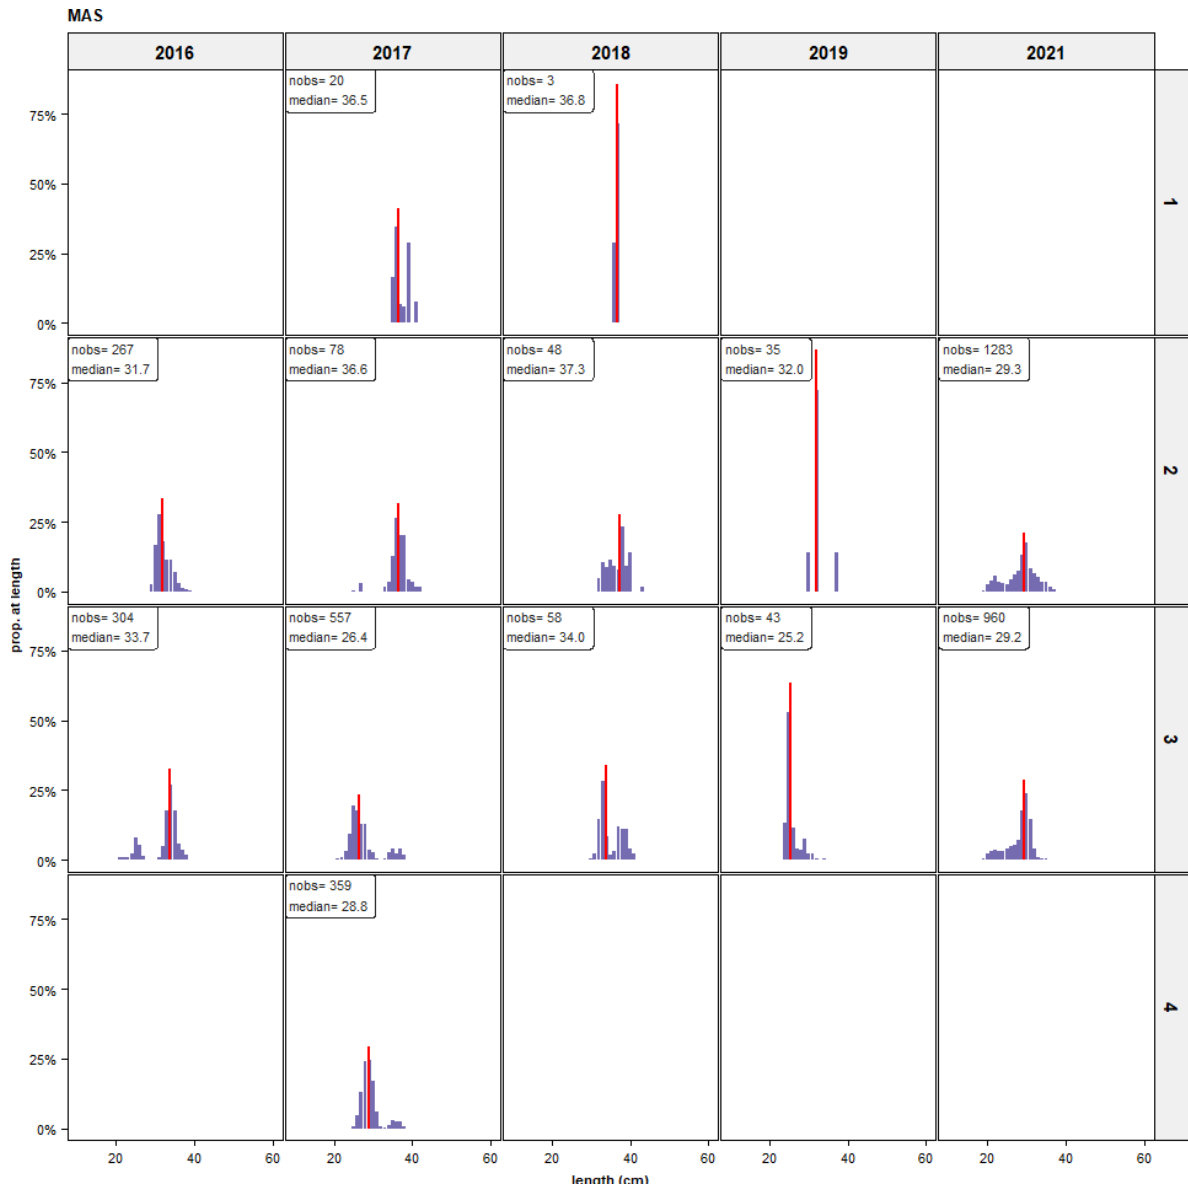 MAS
2016 2017 2018 2019 2021
nobs= 20
median= 36.5
nobs= 3
median= 36.8
75%
50%
25%
0%
1
nobs= 267
median= 31.7
nobs= 78
median= 36.6
nobs= 48
median= 37.3
nobs= 35
median= 32.0
nobs= 1283
median= 29.3
75%
50%
25%
0%
2
prop. at length
nobs= 304
median= 33.7
nobs= 557
median= 26.4
nobs= 58
median= 34.0
nobs= 43
median= 25.2
nobs= 960
median= 29.2
75%
50%
25%
0%
3
nobs= 359
median= 28.8
75%
50%
25%
0%
4
20 40 60 20 40 60 20 40 60 20 40 60 20 40 60
length (cm)